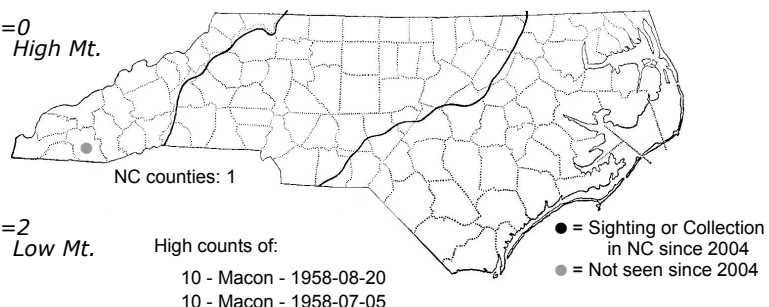 =0
High Mt.
NC counties: 1
=2
Low Mt.
High counts of:
10 - Macon - 1958-08-20
10 - Macon - 1958-07-05
● = Sighting or Collection
in NC since 2004
● = Not seen since 2004